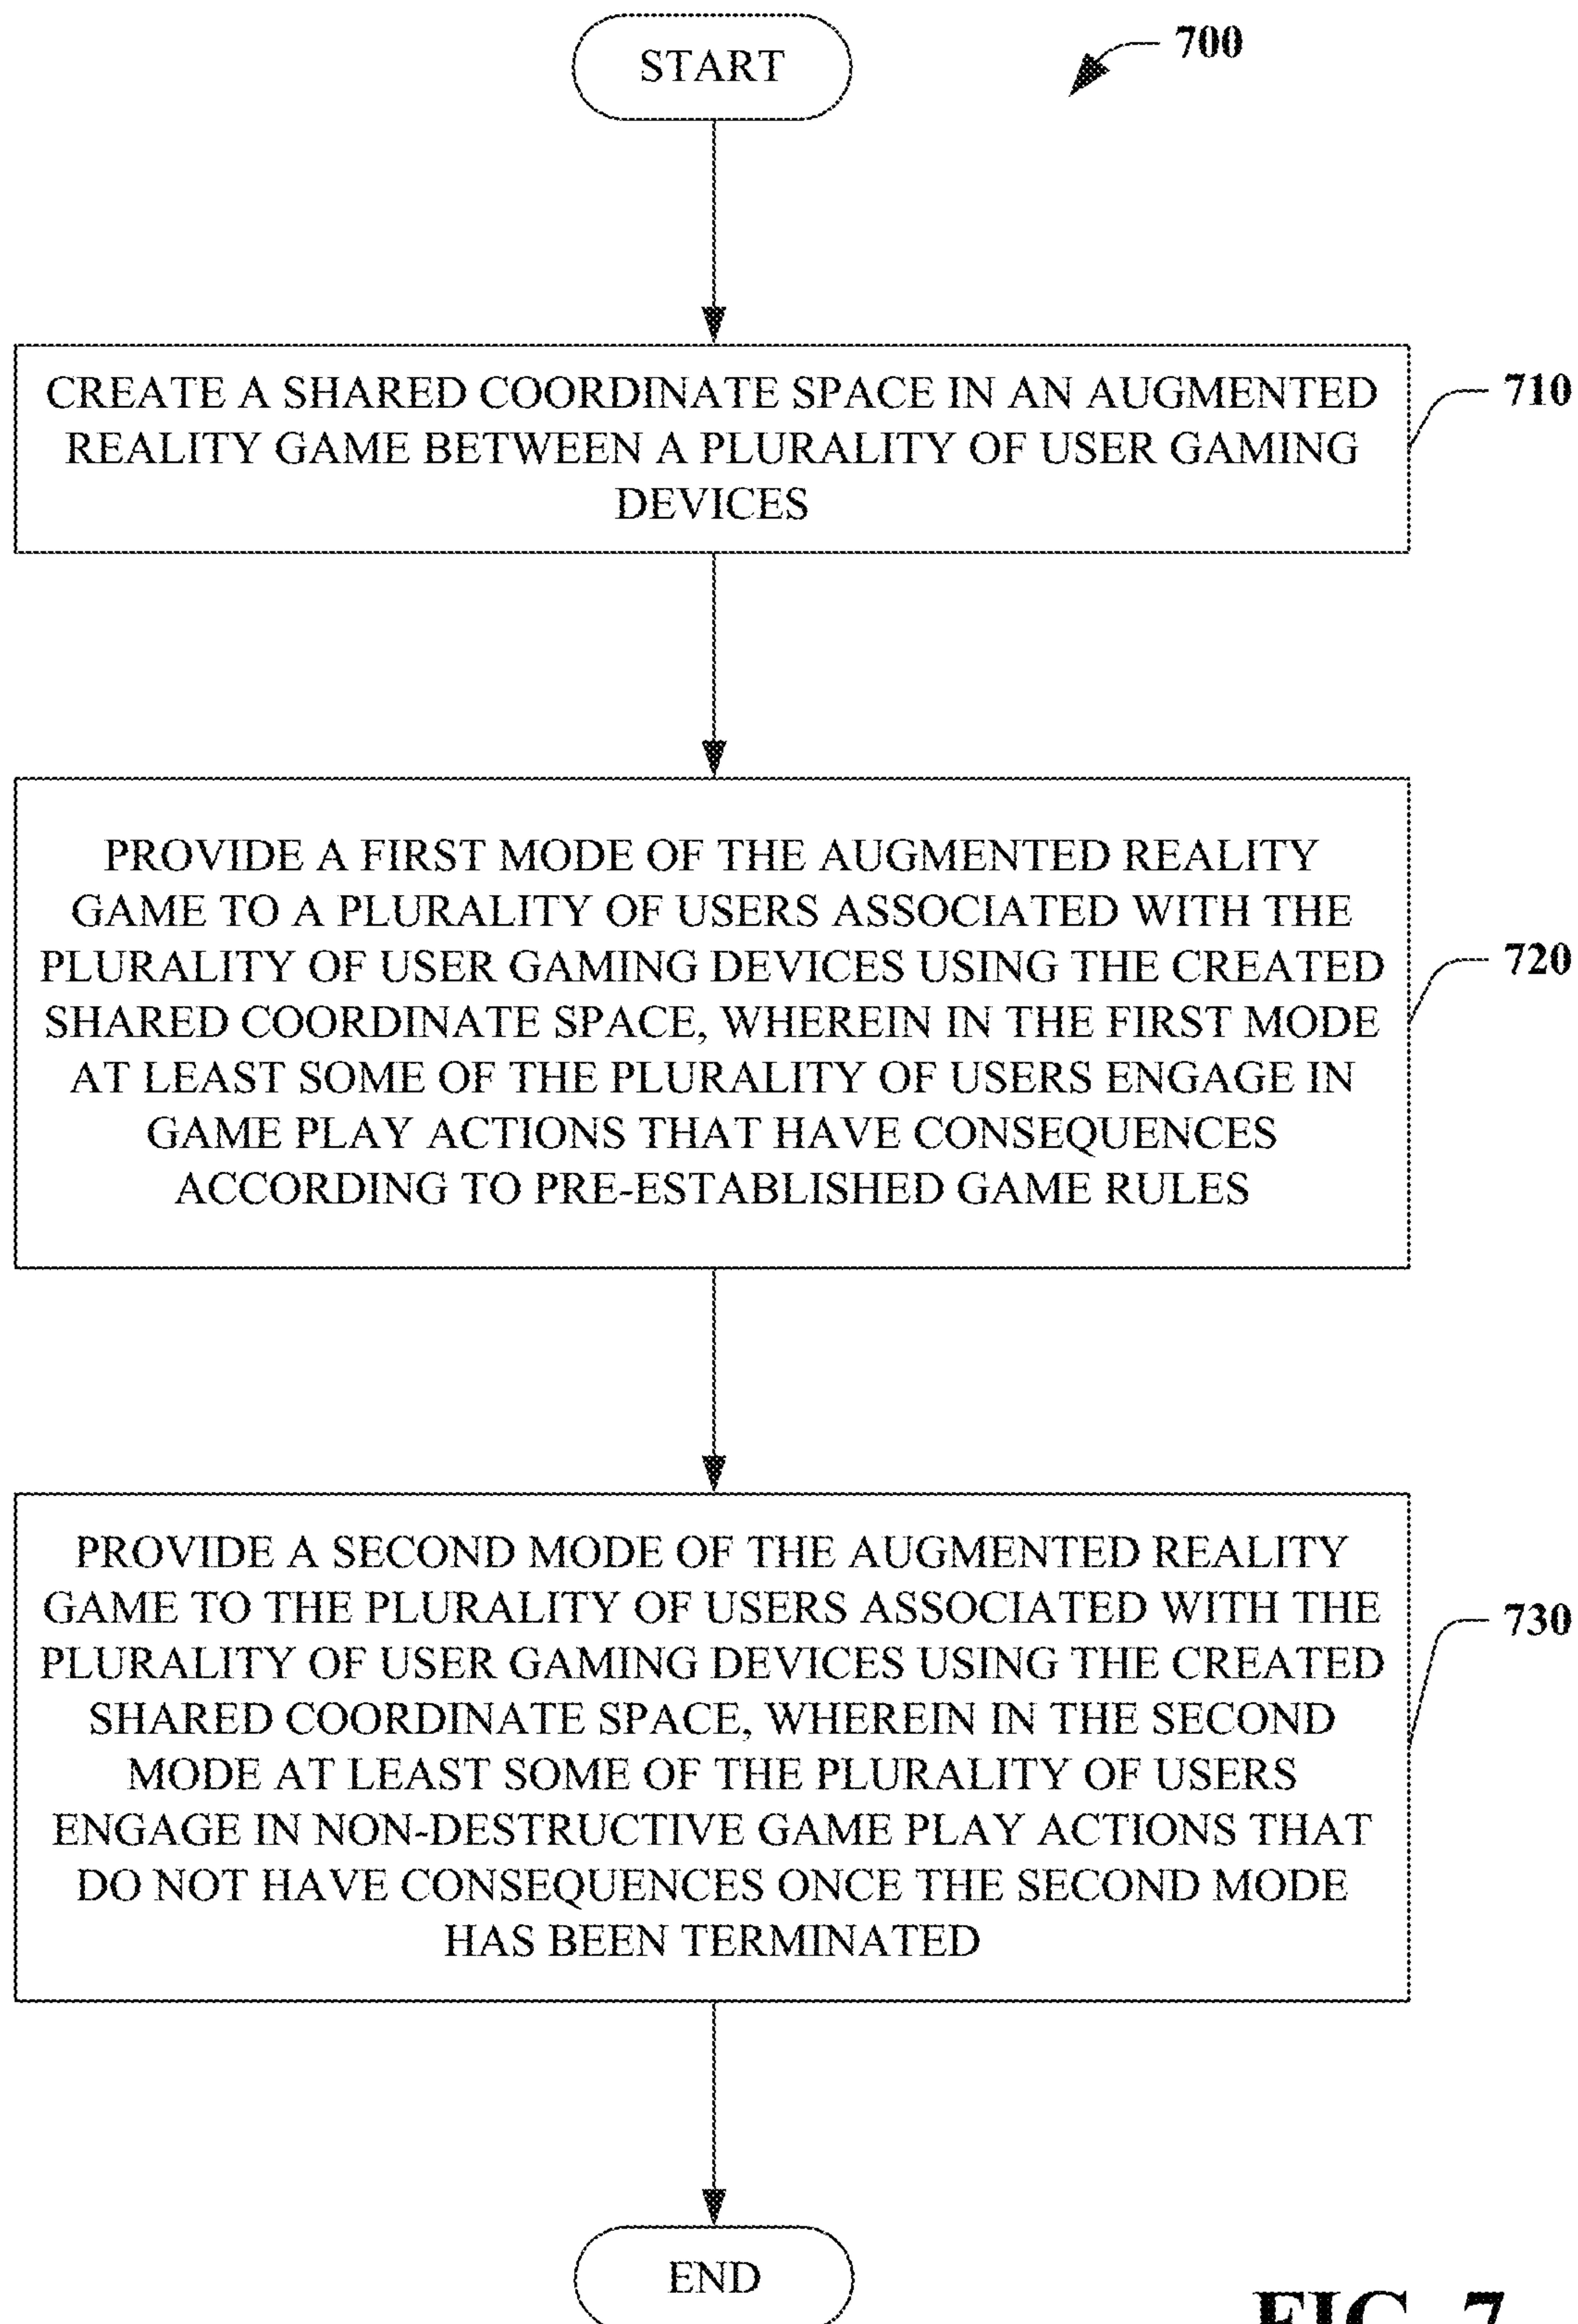 START
700
CREATE A SHARED COORDINATE SPACE IN AN AUGMENTED
REALITY GAME BETWEEN A PLURALITY OF USER GAMING
DEVICES
710
PROVIDE A FIRST MODE OF THE AUGMENTED REALITY
GAME TO A PLURALITY OF USERS ASSOCIATED WITH THE
PLURALITY OF USER GAMING DEVICES USING THE CREATED
SHARED COORDINATE SPACE, WHEREIN IN THE FIRST MODE
AT LEAST SOME OF THE PLURALITY OF USERS ENGAGE IN
GAME PLAY ACTIONS THAT HAVE CONSEQUENCES
ACCORDING TO PRE-ESTABLISHED GAME RULES
720
PROVIDE A SECOND MODE OF THE AUGMENTED REALITY
GAME TO THE PLURALITY OF USERS ASSOCIATED WITH THE
PLURALITY OF USER GAMING DEVICES USING THE CREATED
SHARED COORDINATE SPACE, WHEREIN IN THE SECOND
MODE AT LEAST SOME OF THE PLURALITY OF USERS
ENGAGE IN NON-DESTRUCTIVE GAME PLAY ACTIONS THAT
DO NOT HAVE CONSEQUENCES ONCE THE SECOND MODE
HAS BEEN TERMINATED
730
END
FIG. 7